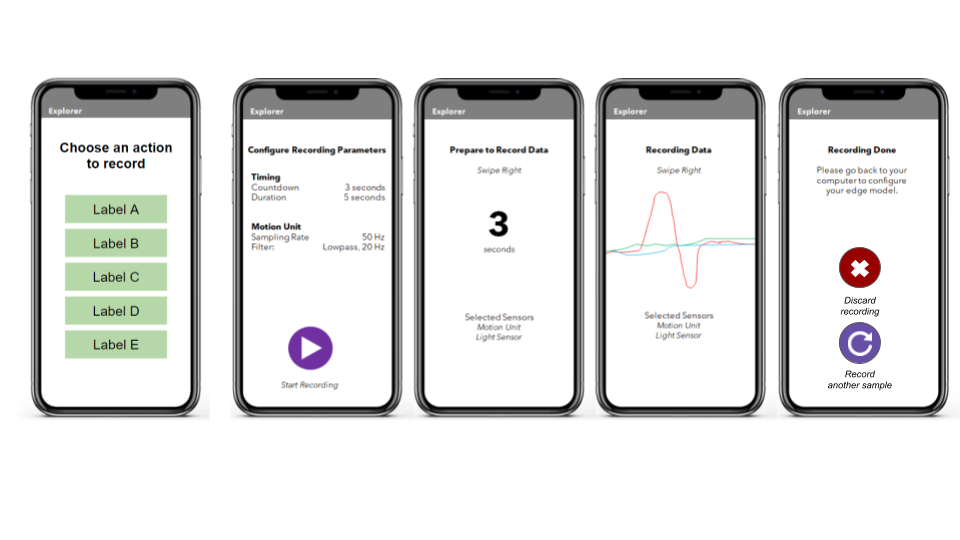 Explorer
Choose an action
to record
Label A
Label B
Label C
Label D
Label E
Explorer
Configure Recording Parameters
Timing
Countdown 3 seconds
Duration 5 seconds
Motion Unit
Sampling Rate 50 Hz
Filter: Lowpass, 20 Hz
Start Recording
Explorer
Prepare to Record Data
Swipe Right
3
seconds
Selected Sensors
Motion Unit
Light Sensor
Explorer
Recording Data
Swipe Right
Selected Sensors
Motion Unit
Light Sensor
Explorer
Recording Done
Please go back to your
computer to configure
your edge model.
Discard
recording
Record
another sample